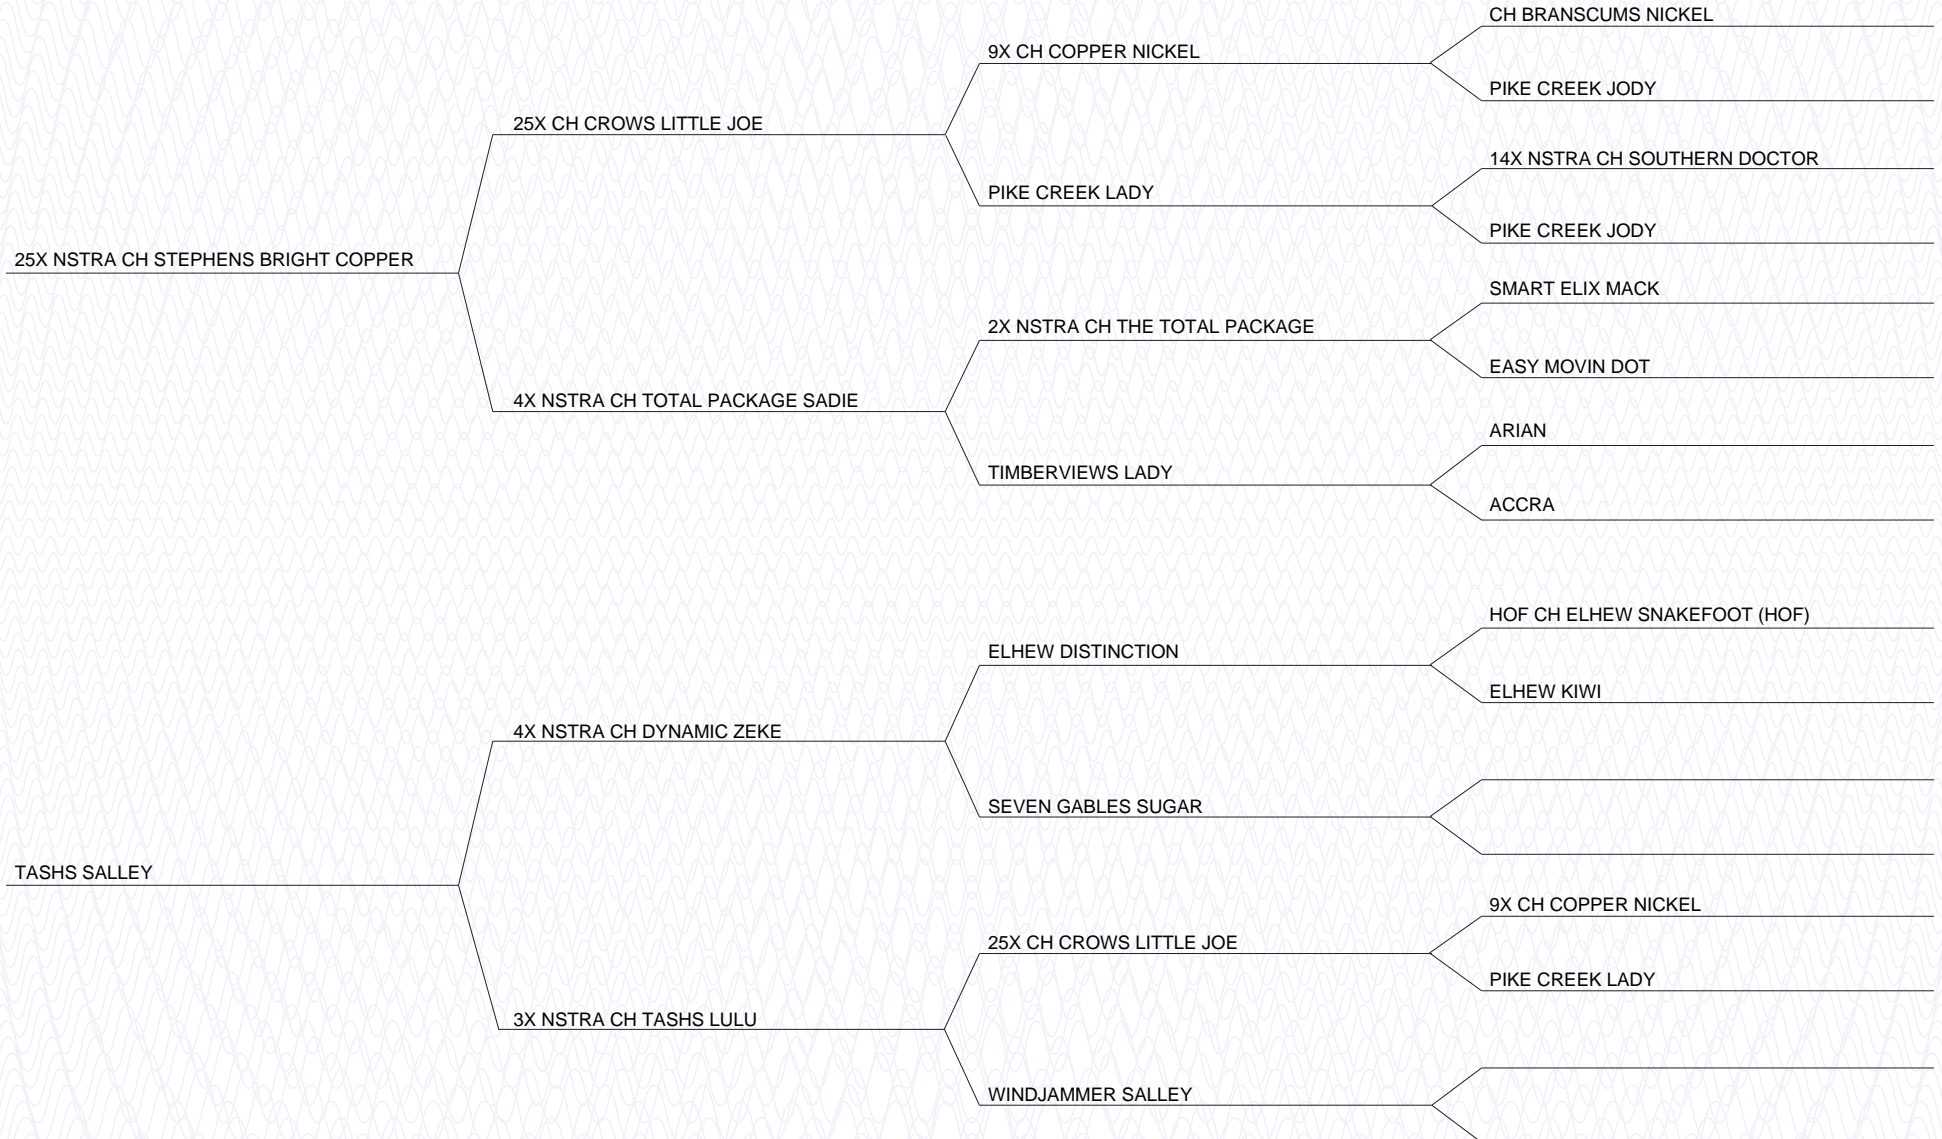 CH BRANSCUMS NICKEL
9X CH COPPER NICKEL
PIKE CREEK JODY
25X CH CROWS LITTLE JOE
14X NSTRA CH SOUTHERN DOCTOR
PIKE CREEK LADY
PIKE CREEK JODY
25X NSTRA CH STEPHENS BRIGHT COPPER
SMART ELIX MACK
2X NSTRA CH THE TOTAL PACKAGE
EASY MOVIN DOT
4X NSTRA CH TOTAL PACKAGE SADIE
ARIAN
TIMBERVIEWS LADY
ACCRA
HOF CH ELHEW SNAKEFOOT (HOF)
ELHEW DISTINCTION
ELHEW KIWI
4X NSTRA CH DYNAMIC ZEKE
SEVEN GABLES SUGAR
TASHS SALLEY
9X CH COPPER NICKEL
25X CH CROWS LITTLE JOE
PIKE CREEK LADY
3X NSTRA CH TASHS LULU
WINDJAMMER SALLEY